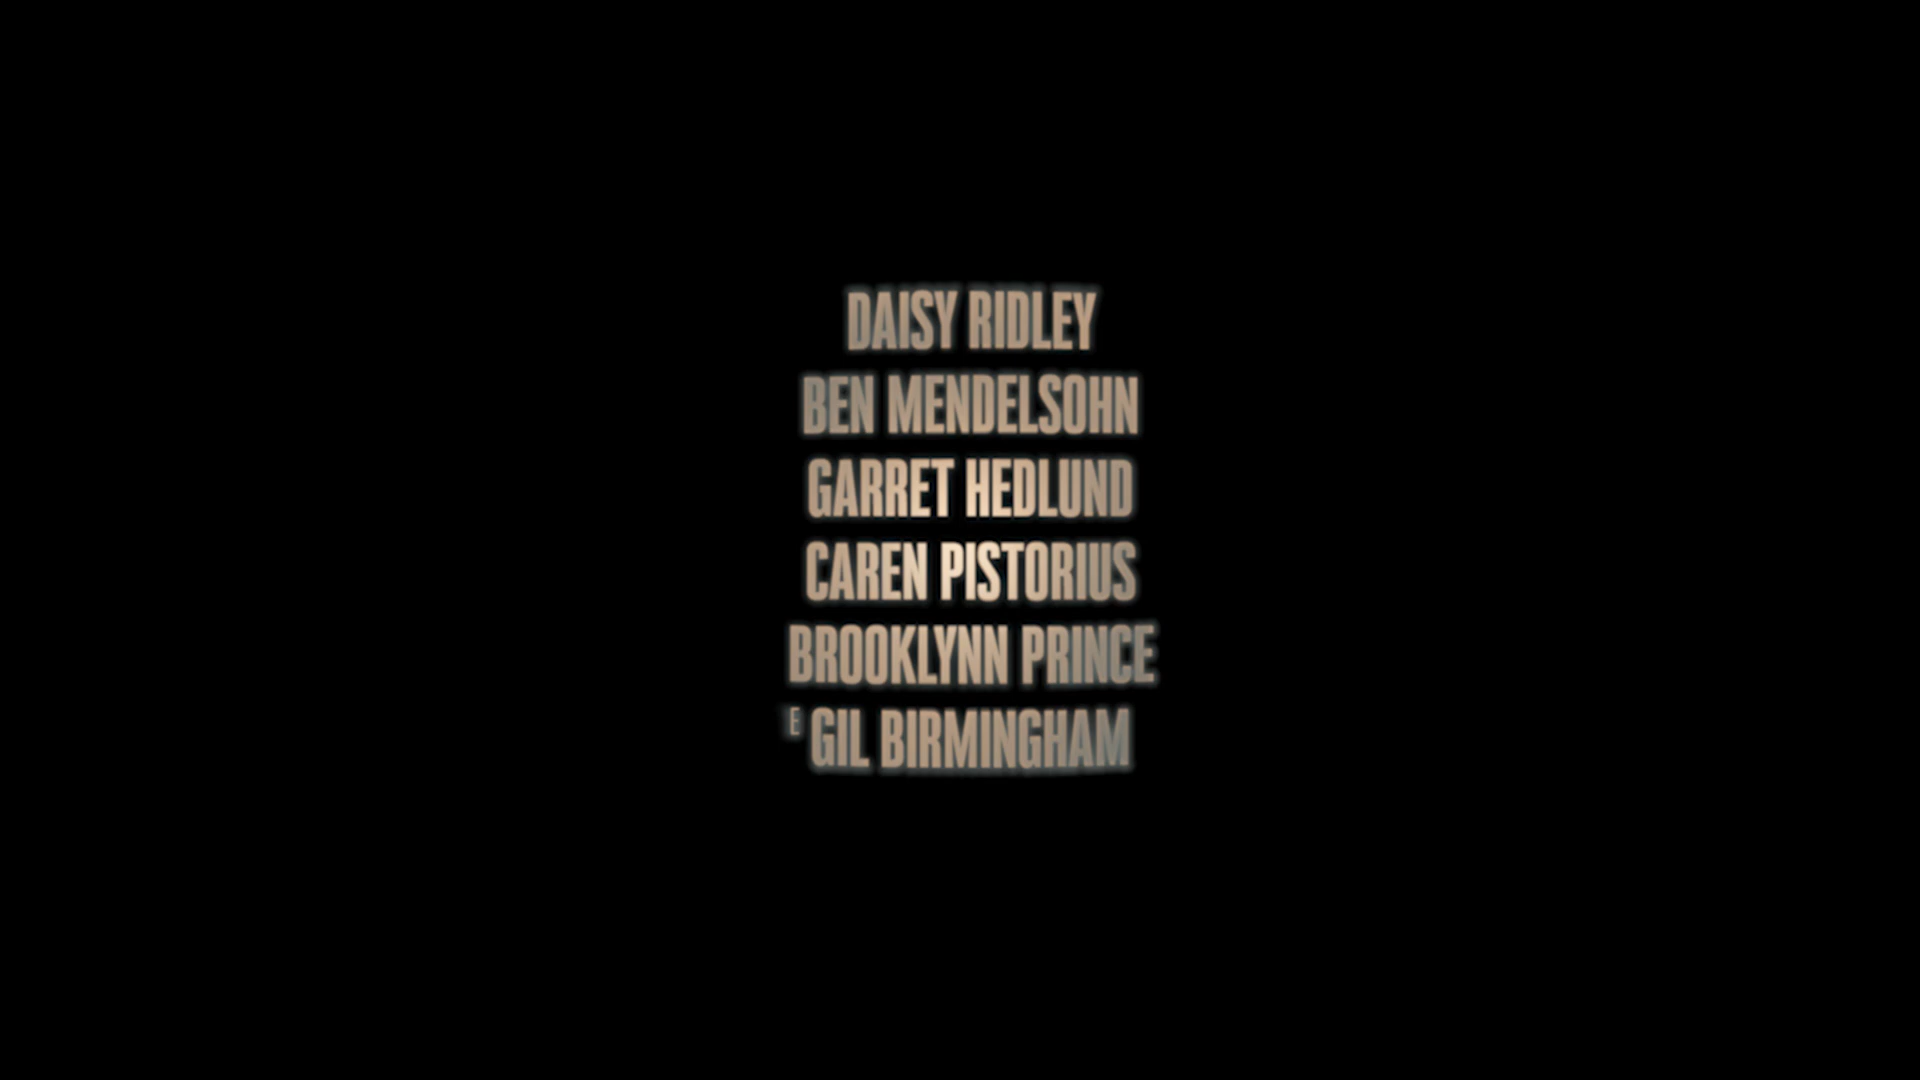 DAISY RIDLEY
BEN MENDELSOHN
GARRET HEDLUND
CAREN PISTORIUS
BROOKLYNN PRINCE
E GIL BIRMINGHAM